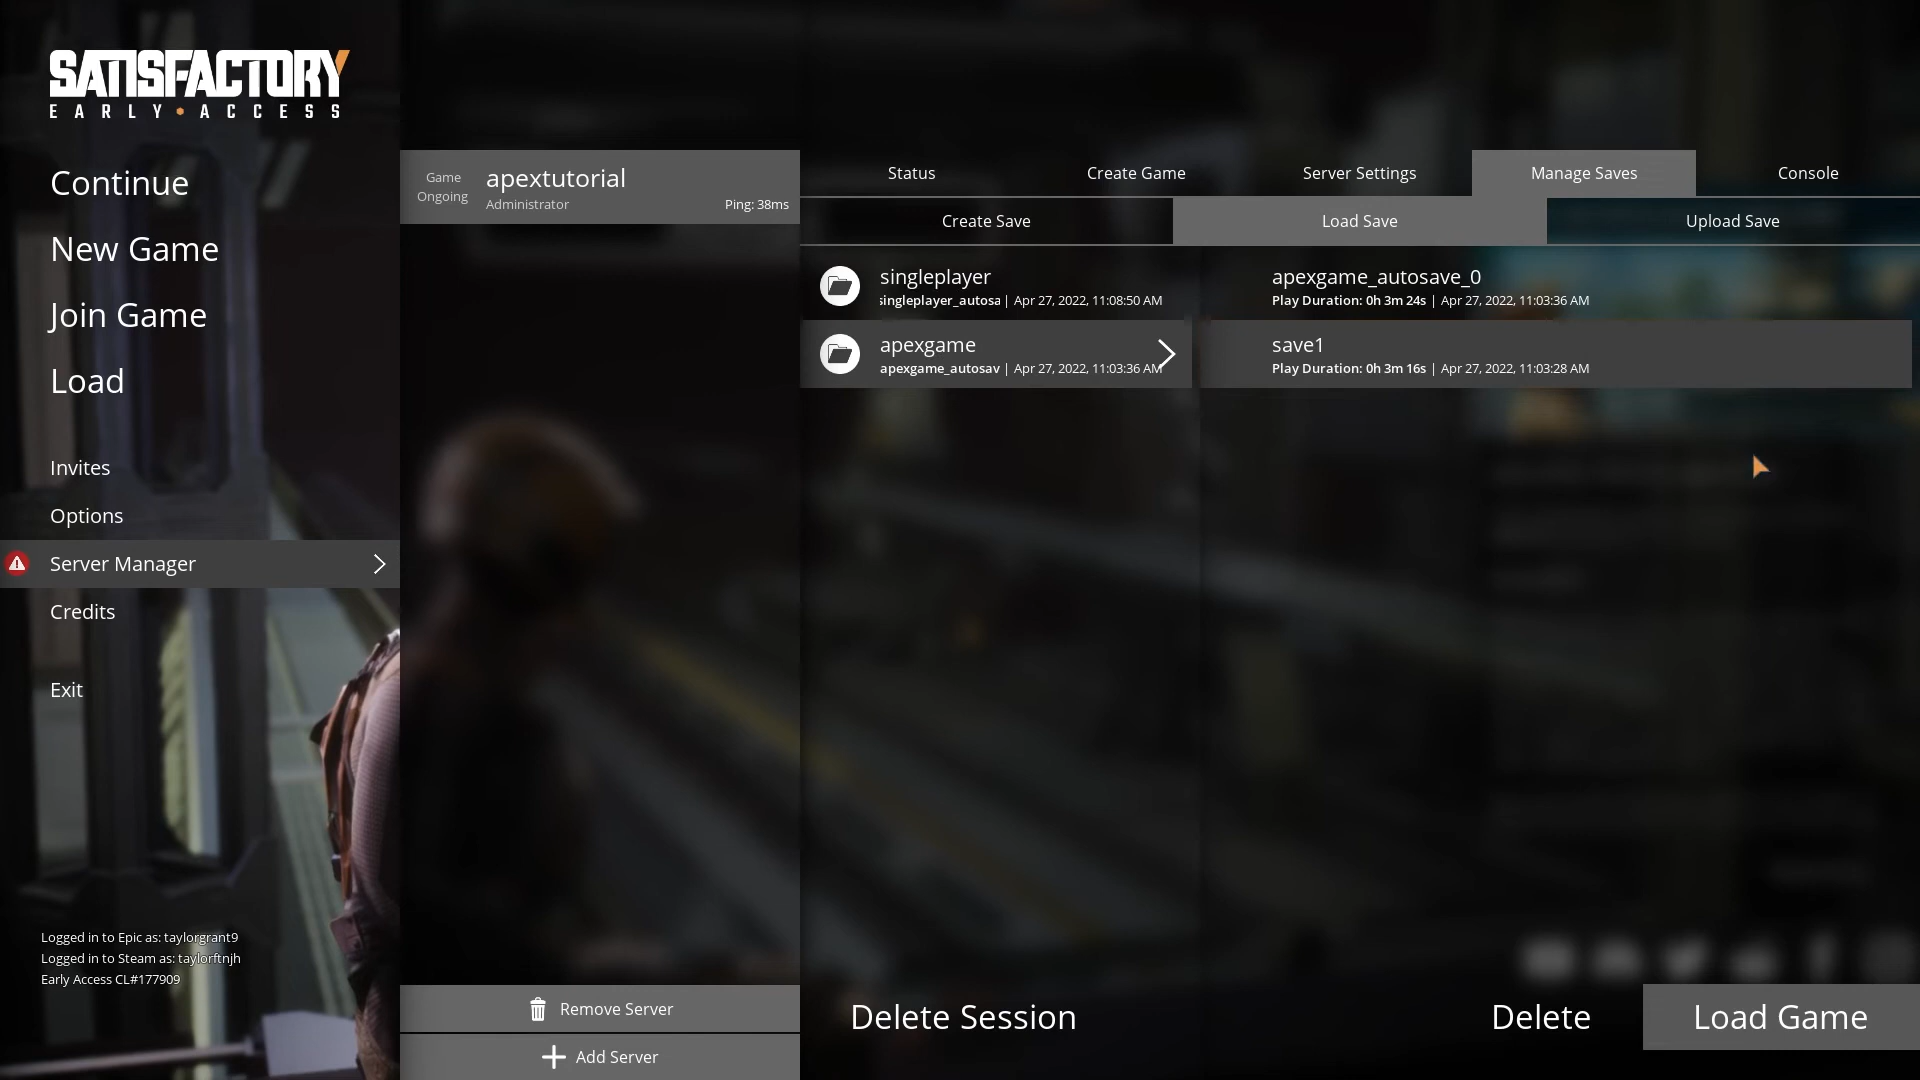 SATISFACTORY
EARLY ACCESS
Continue
New Game
Join Game
Load
Invites
Options
Server Manager
Credits
Exit
Logged in to Epic as: taylorgrant9
Logged in to Steam as: taylorftnjh
Early Access CL#177909
Game
Ongoing
apextutorial
Administrator
Ping: 38ms
Remove Server
Add Server
Status
Create Game
Server Settings
Manage Saves
Console
Create Save
Load Save
Upload Save
singleplayer
singleplayer_autosa | Apr 27, 2022, 11:08:50 AM
apexgame
apexgame_autosav | Apr 27, 2022, 11:03:36 AM
apexgame_autosave_0
Play Duration: 0h 3m 24s | Apr 27, 2022, 11:03:36 AM
save1
Play Duration: 0h 3m 16s | Apr 27, 2022, 11:03:28 AM
Delete Session
Delete
Load Game